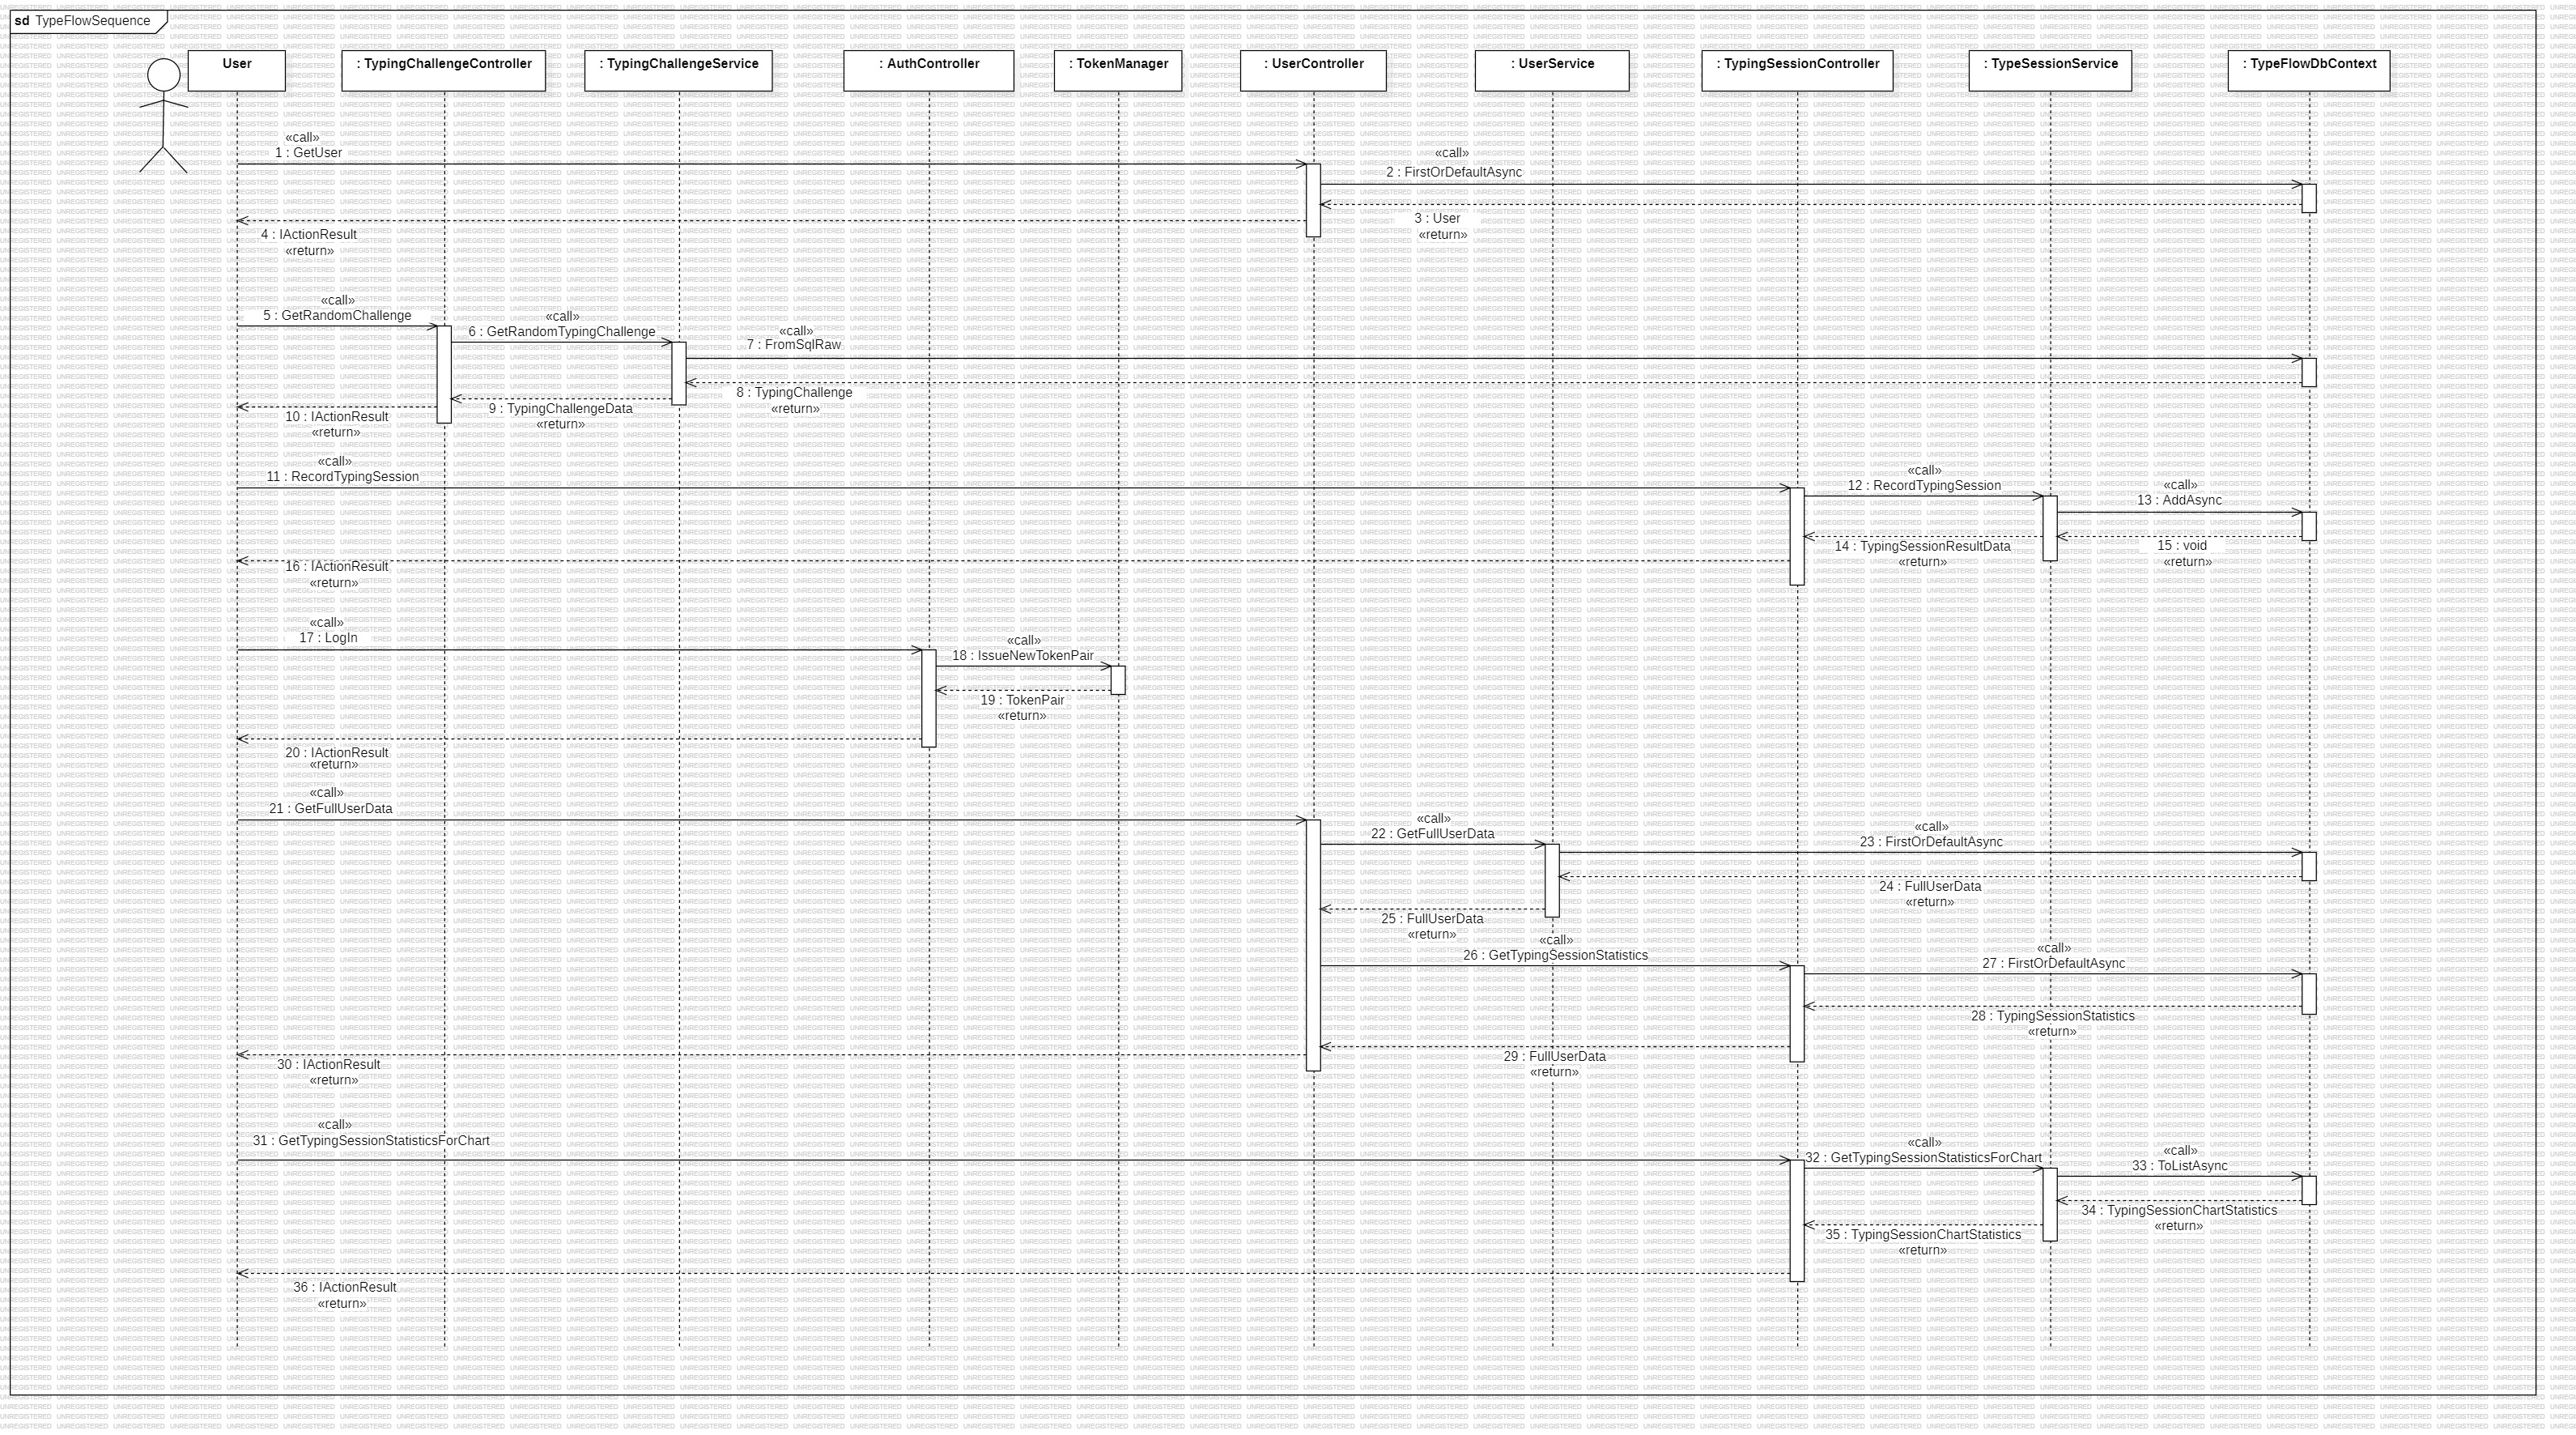 sd TypeFlowSequence
User
: TypingChallengeController
: TypingChallengeService
: AuthController
: TokenManager
: UserController
: UserService
: TypingSessionController
: TypeSessionService
: TypeFlowDbContext
«call»
1 : GetUser
«call»
2 : FirstOrDefaultAsync
3 : User
«return»
4 : IActionResult
«return»
«call»
5 : GetRandomChallenge
«call»
6 : GetRandomTypingChallenge
«call»
7 : FromSqlRaw
8 : TypingChallenge
«return»
9 : TypingChallengeData
«return»
10 : IActionResult
«return»
«call»
11 : RecordTypingSession
«call»
12 : RecordTypingSession
«call»
13 : AddAsync
14 : TypingSessionResultData
«return»
15 : void
«return»
16 : IActionResult
«return»
«call»
17 : LogIn
«call»
18 : IssueNewTokenPair
19 : TokenPair
«return»
20 : IActionResult
«return»
«call»
21 : GetFullUserData
«call»
22 : GetFullUserData
«call»
23 : FirstOrDefaultAsync
24 : FullUserData
«return»
25 : FullUserData
«return»
«call»
26 : GetTypingSessionStatistics
«call»
27 : FirstOrDefaultAsync
28 : TypingSessionStatistics
«return»
29 : FullUserData
«return»
30 : IActionResult
«return»
«call»
31 : GetTypingSessionStatisticsForChart
«call»
32 : GetTypingSessionStatisticsForChart
«call»
33 : ToListAsync
34 : TypingSessionChartStatistics
«return»
35 : TypingSessionChartStatistics
«return»
36 : IActionResult
«return»
UNREGISTERED